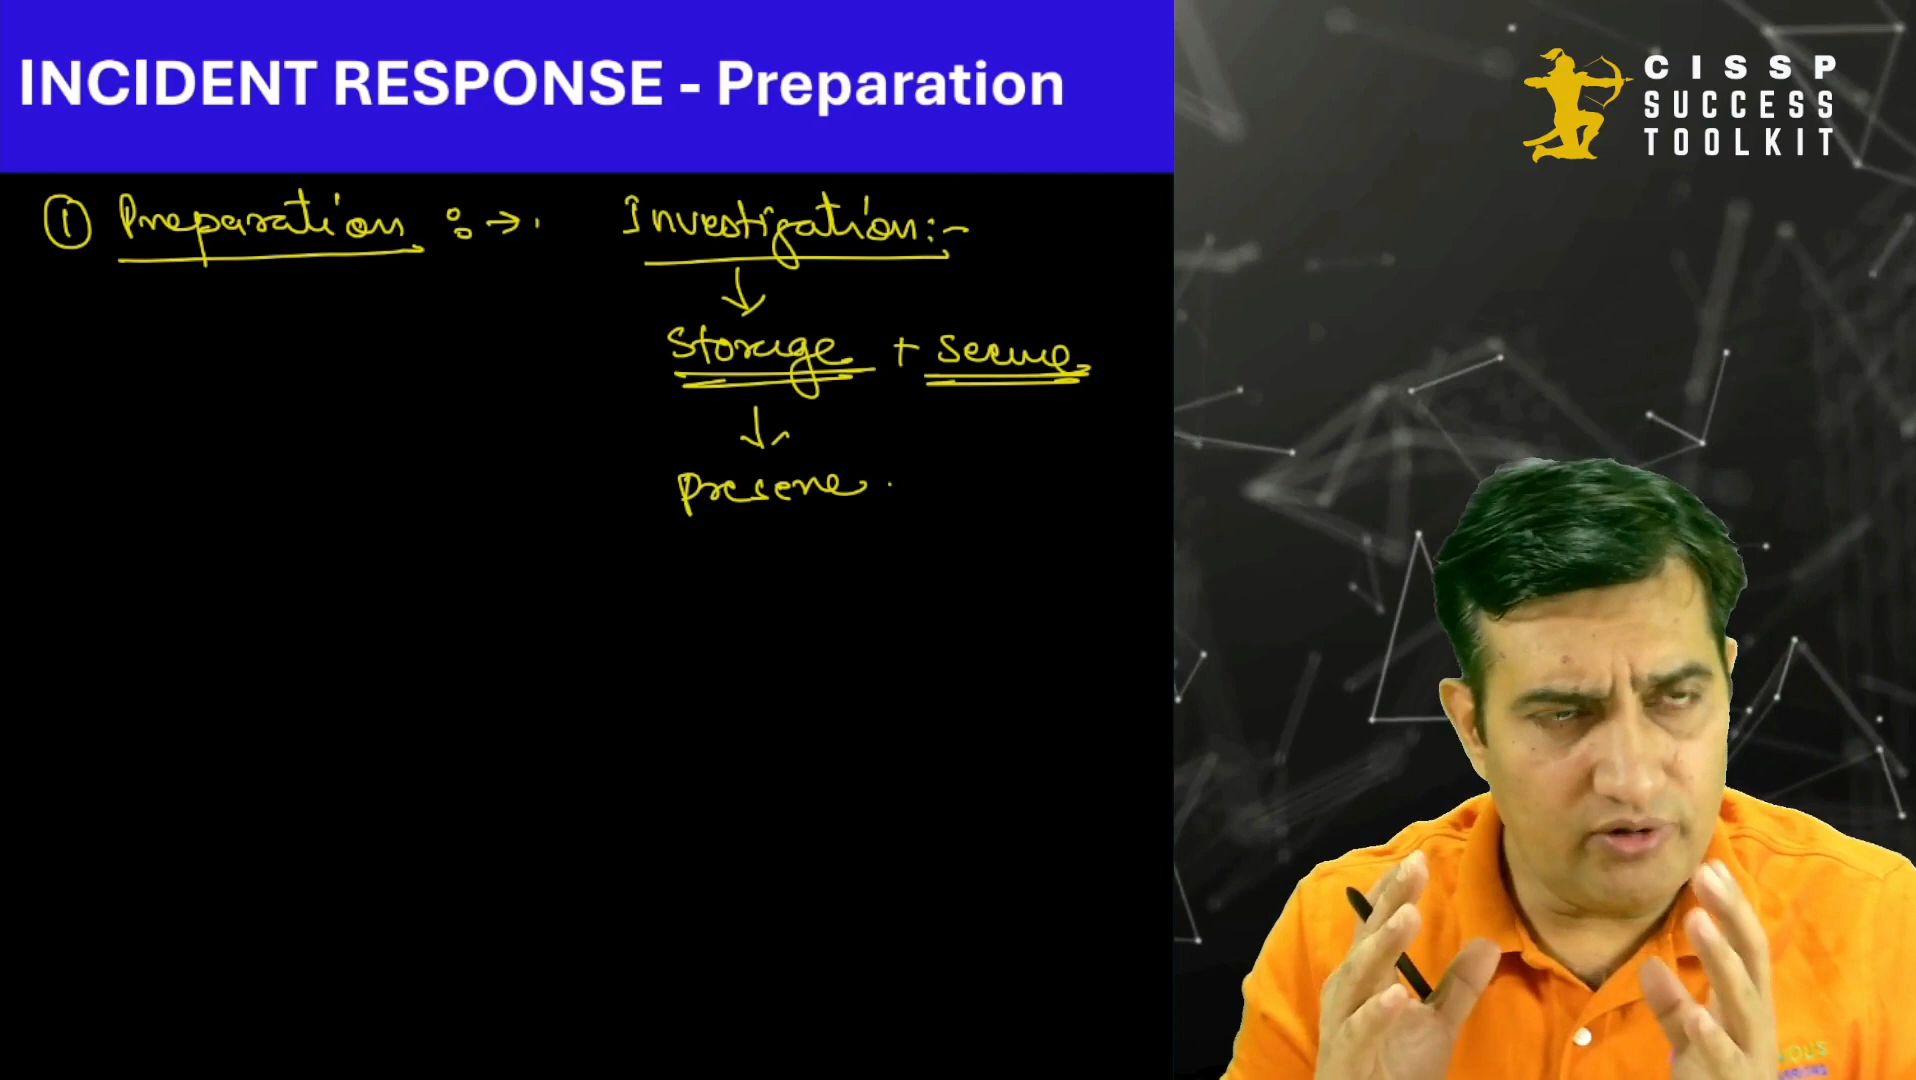 INCIDENT RESPONSE - Preparation
CISSP
SUCCESS
TOOLKIT
① Preparation :→
Investigation:-
↓
Storage + Secure
↓
Preserve